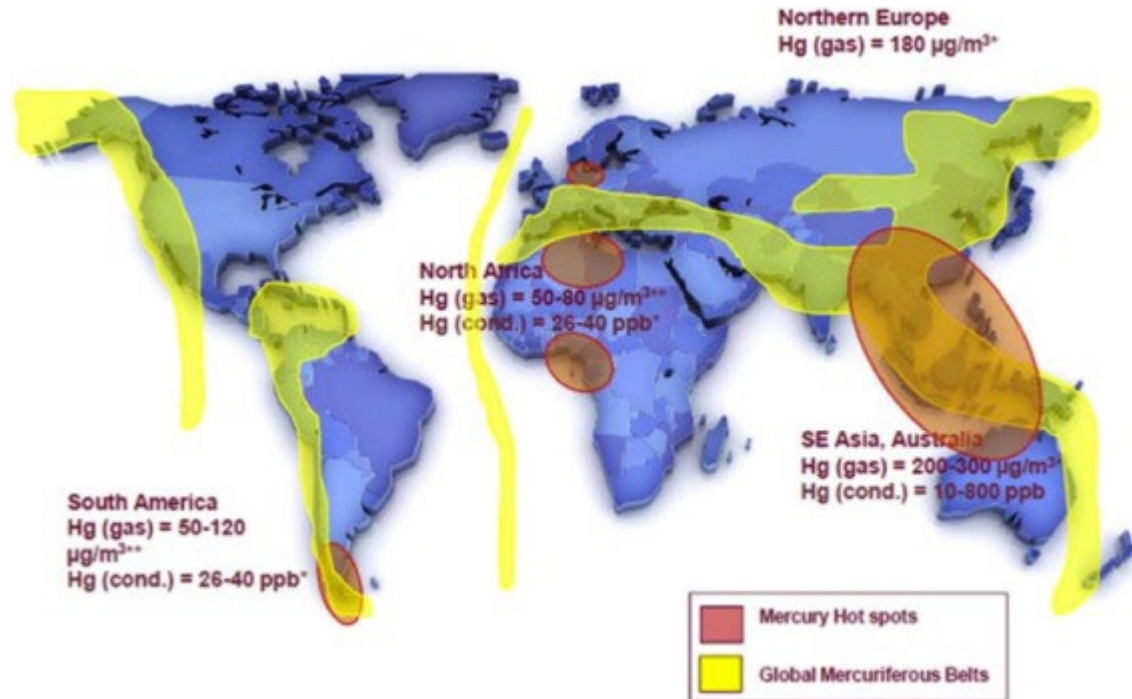 Northern Europe
Hg (gas) = 180 µg/m³*
North Africa
Hg (gas) = 50-80 µg/m³**
Hg (cond.) = 26-40 ppb*
SE Asia, Australia
Hg (gas) = 200-300 µg/m³*
Hg (cond.) = 10-800 ppb
South America
Hg (gas) = 50-120
µg/m³**
Hg (cond.) = 26-40 ppb*
Mercury Hot spots
Global Mercuriferous Belts